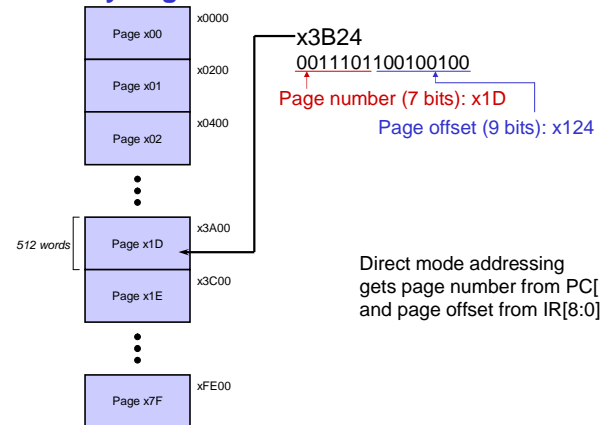 x0000
Page x00
x0200
Page x01
x0400
Page x02
x3A00
512 words
Page x1D
x3C00
Page x1E
xFE00
Page x7F
x3B24
0011101100100100
Page number (7 bits): x1D
Page offset (9 bits): x124
Direct mode addressing
gets page number from PC[
and page offset from IR[8:0]